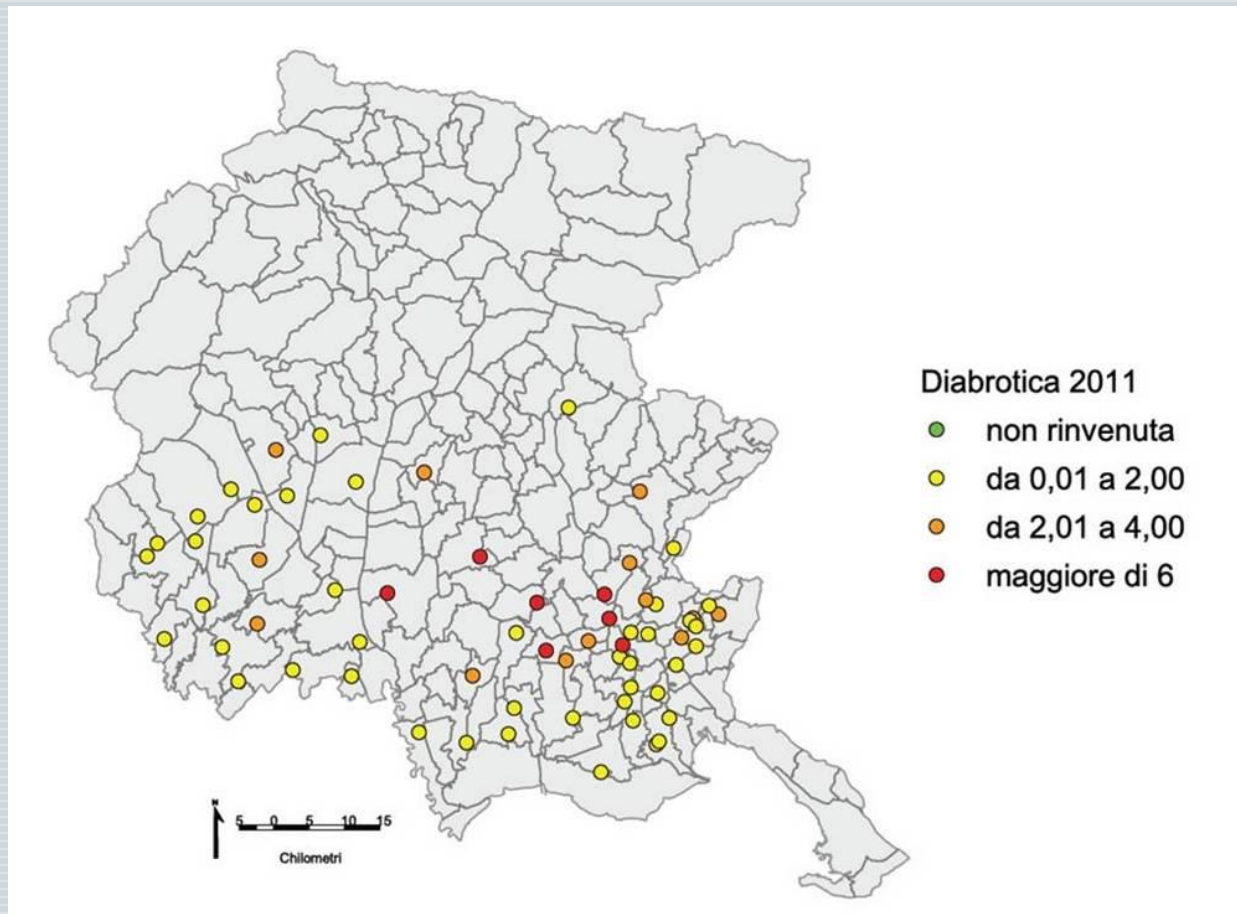 Diabrotica 2011
non rinvenuta
da 0,01 a 2,00
da 2,01 a 4,00
maggiore di 6
N
5 0 5 10 15
Chilometri